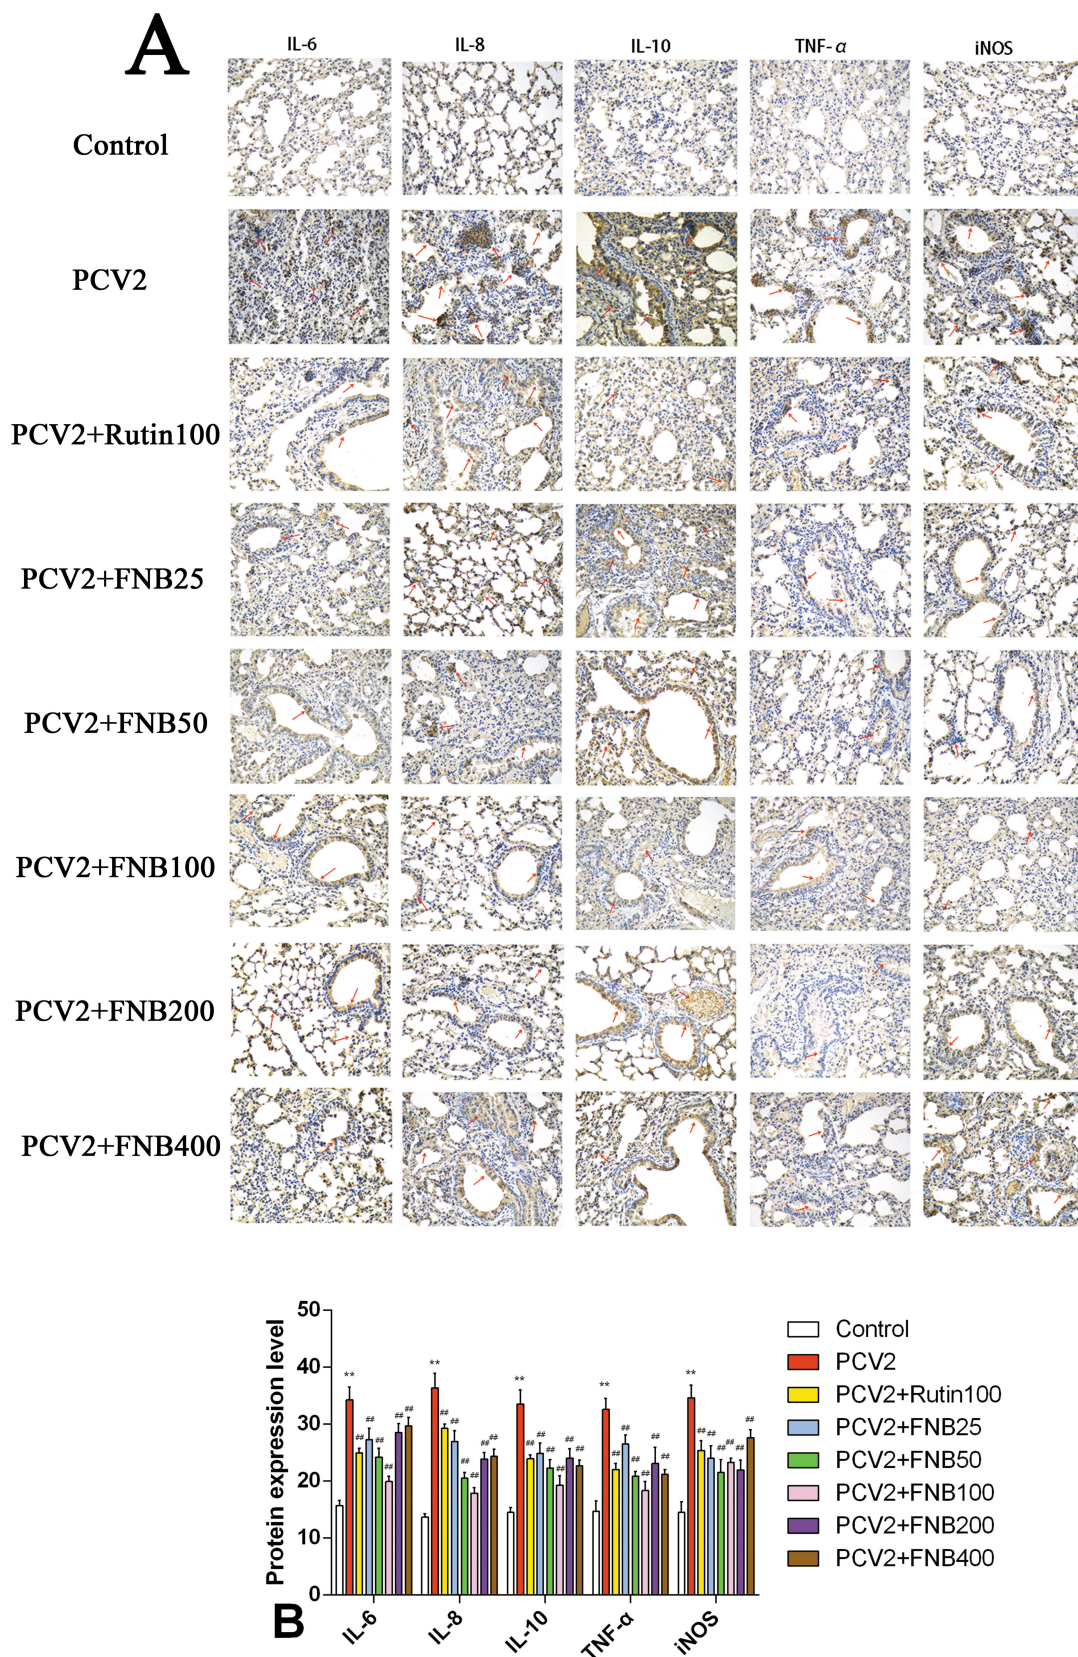 A
IL-6 IL-8 IL-10 TNF-α iNOS
Control
PCV2
PCV2+Rutin100
PCV2+FNB25
PCV2+FNB50
PCV2+FNB100
PCV2+FNB200
PCV2+FNB400
B
Protein expression level
50
40
30
20
10
0
** ## ## ## ## ## ##
** ## ## ## ## ## ##
** ## ## ## ## ## ##
** ## ## ## ## ## ##
** ## ## ## ## ## ##
IL-6 IL-8 IL-10 TNF-α iNOS
Control
PCV2
PCV2+Rutin100
PCV2+FNB25
PCV2+FNB50
PCV2+FNB100
PCV2+FNB200
PCV2+FNB400